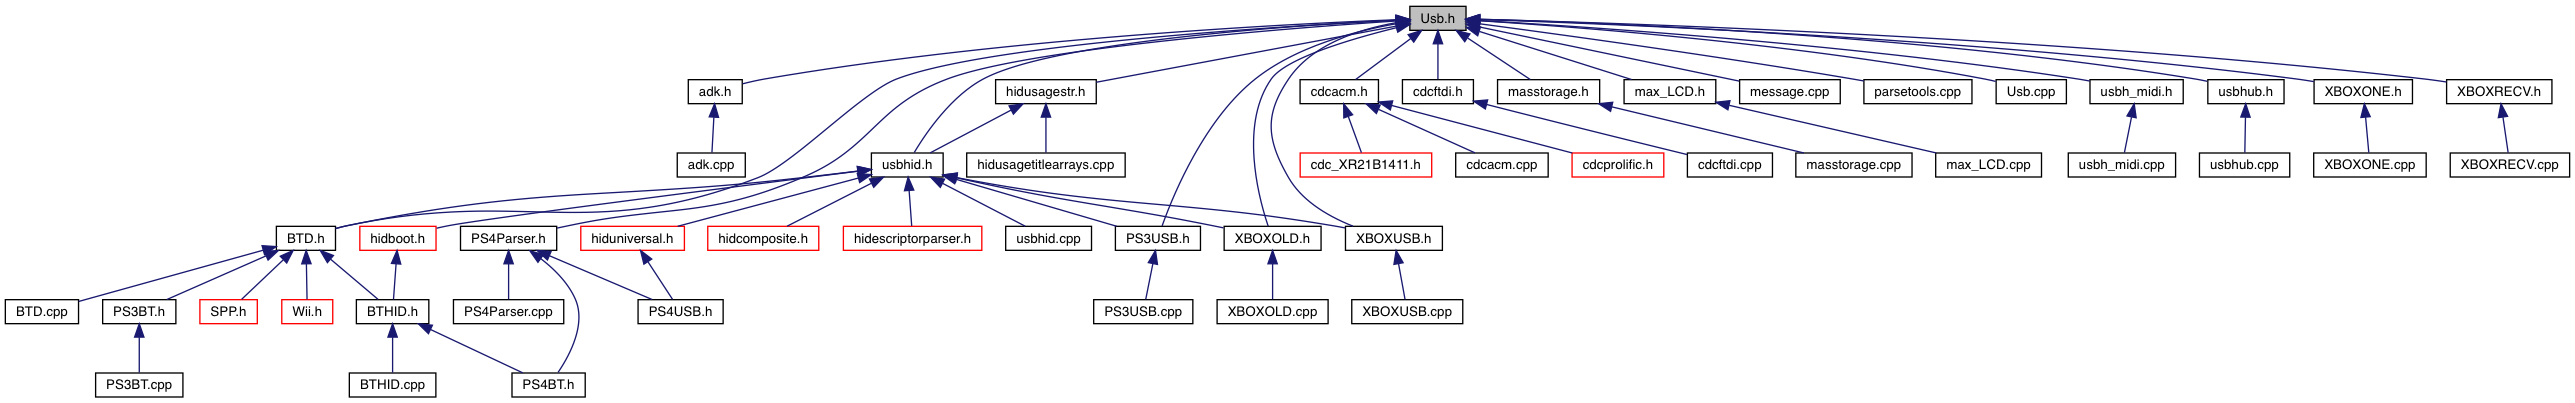 Usb.h
adk.h
hidusagestr.h
cdcacm.h
cdcftdi.h
masstorage.h
max_LCD.h
message.cpp
parsetools.cpp
Usb.cpp
usbh_midi.h
usbhub.h
XBOXONE.h
XBOXRECV.h
adk.cpp
usbhid.h
hidusagetitlearrays.cpp
cdc_XR21B1411.h
cdcacm.cpp
cdcprolific.h
cdcftdi.cpp
masstorage.cpp
max_LCD.cpp
usbh_midi.cpp
usbhub.cpp
XBOXONE.cpp
XBOXRECV.cpp
BTD.h
hidboot.h
PS4Parser.h
hiduniversal.h
hidcomposite.h
hidescriptorparser.h
usbhid.cpp
PS3USB.h
XBOXOLD.h
XBOXUSB.h
BTD.cpp
PS3BT.h
SPP.h
Wii.h
BTHID.h
PS4Parser.cpp
PS4USB.h
PS3USB.cpp
XBOXOLD.cpp
XBOXUSB.cpp
PS3BT.cpp
BTHID.cpp
PS4BT.h